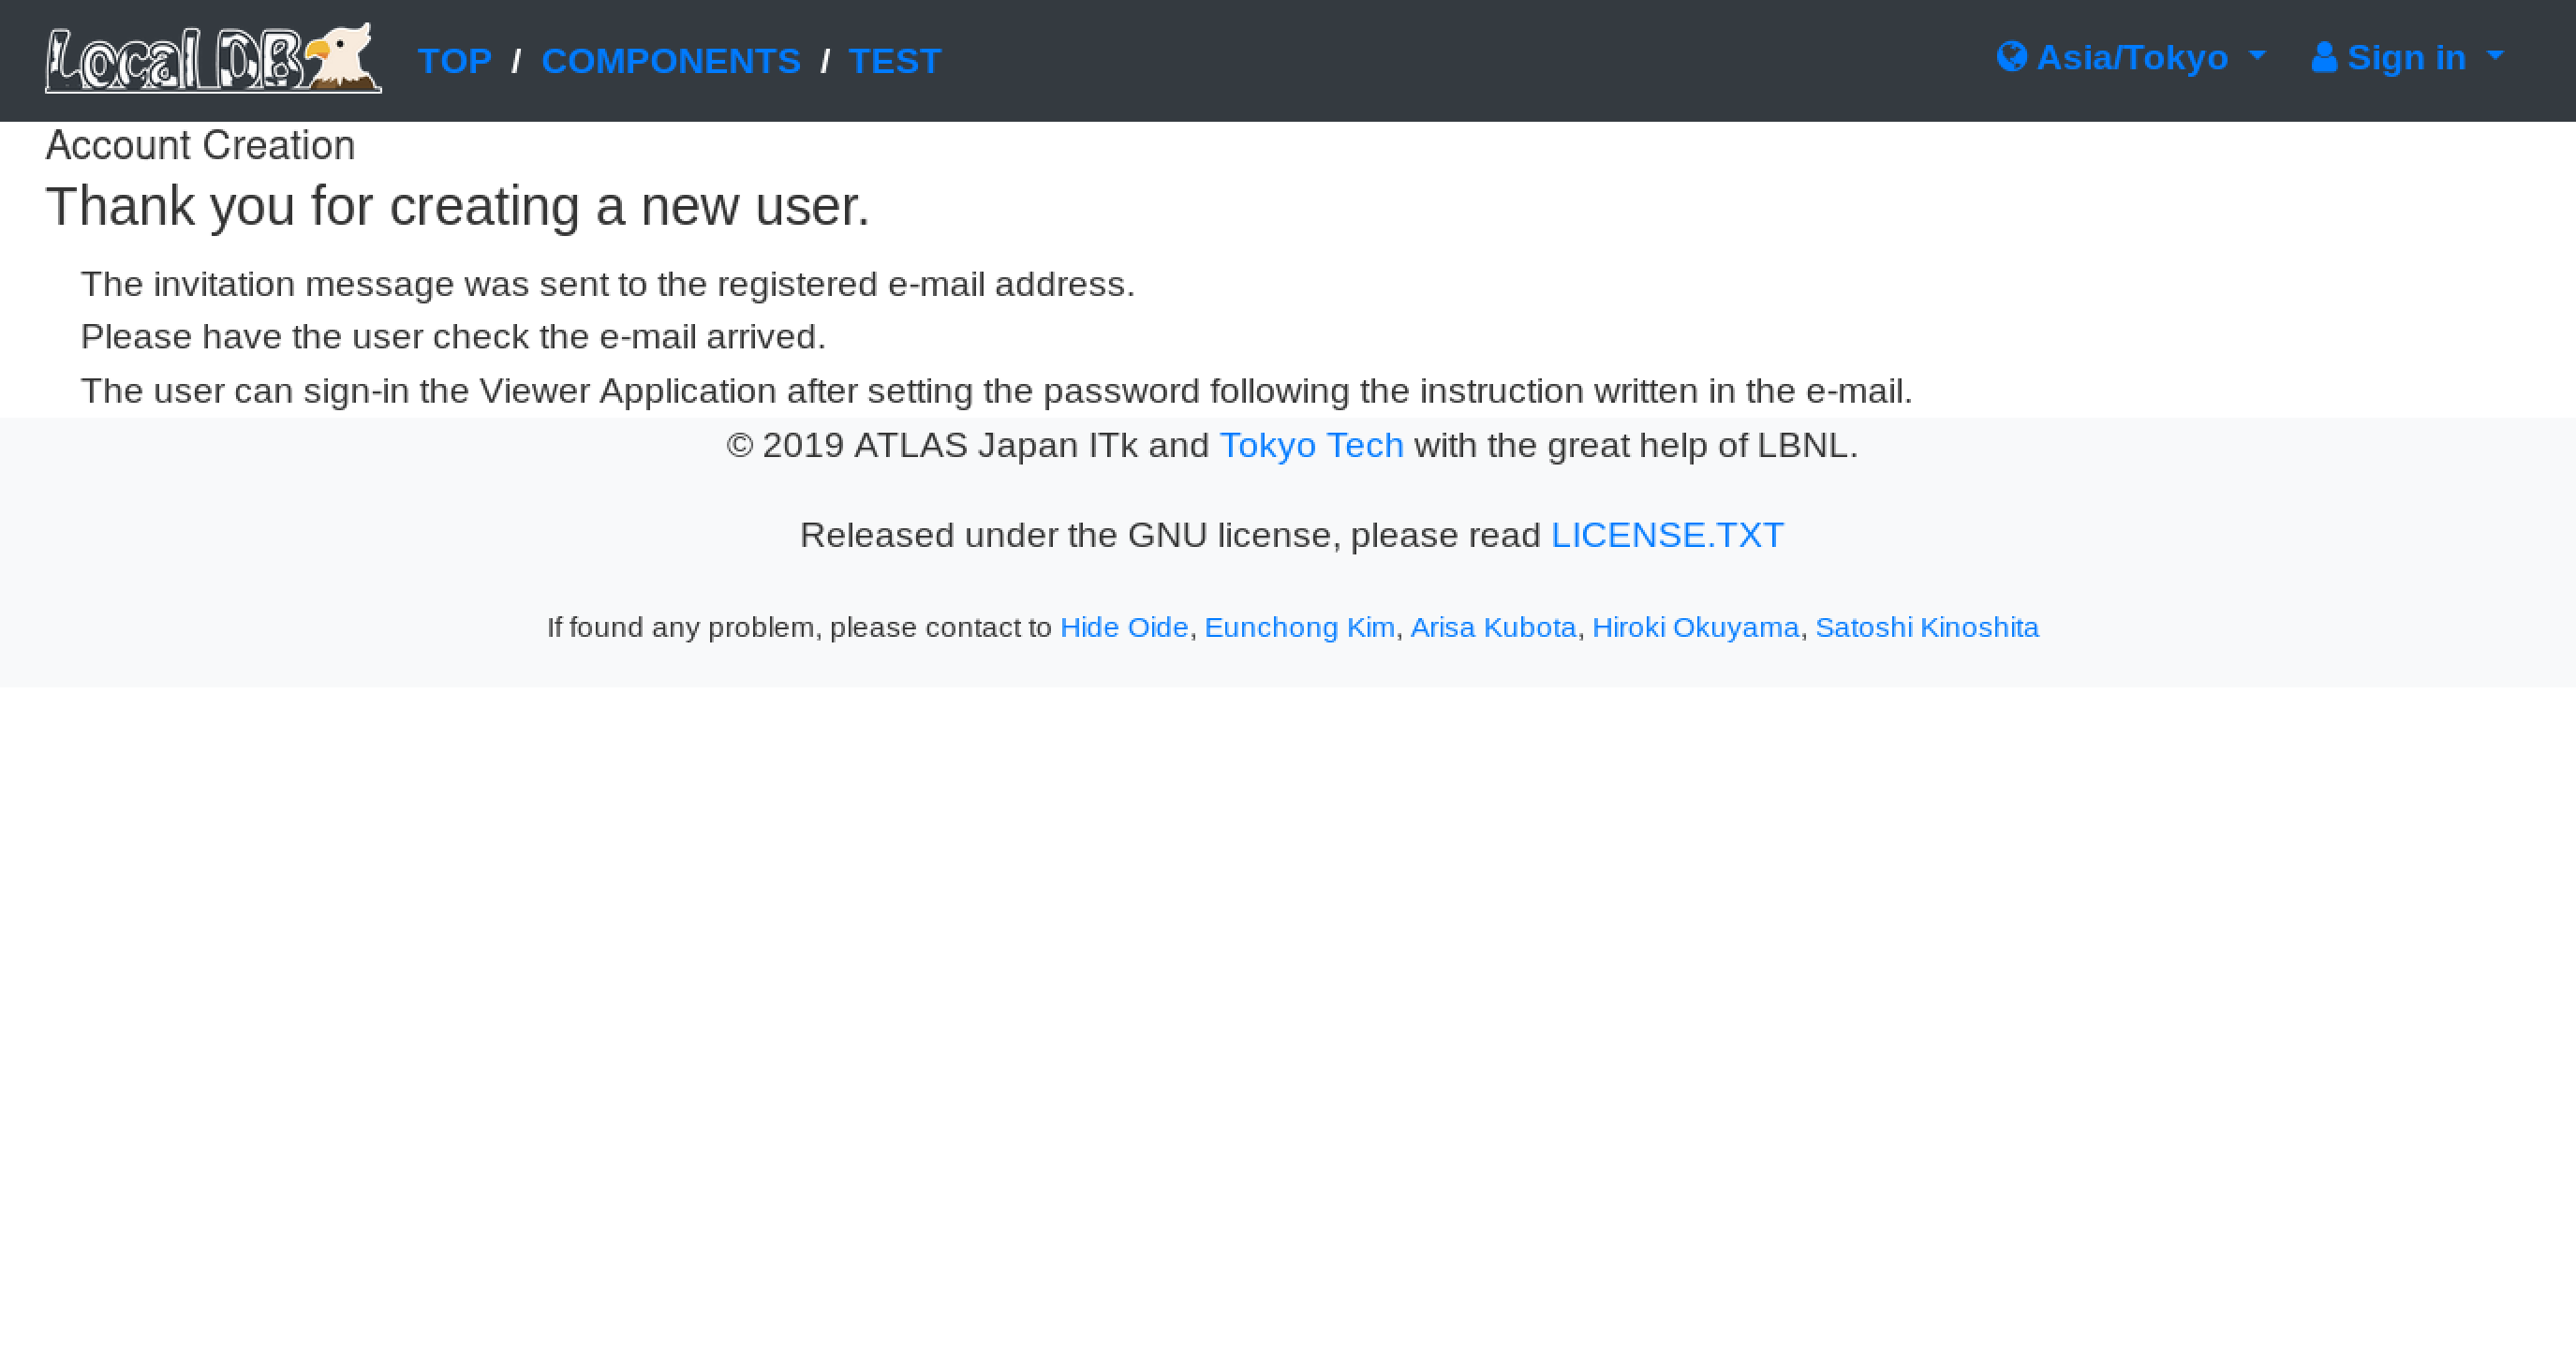 Local DB TOP / COMPONENTS / TEST Asia/Tokyo Sign in
Account Creation
Thank you for creating a new user.
The invitation message was sent to the registered e-mail address.
Please have the user check the e-mail arrived.
The user can sign-in the Viewer Application after setting the password following the instruction written in the e-mail.
© 2019 ATLAS Japan ITk and Tokyo Tech with the great help of LBNL.
Released under the GNU license, please read LICENSE.TXT
If found any problem, please contact to Hide Oide, Eunchong Kim, Arisa Kubota, Hiroki Okuyama, Satoshi Kinoshita